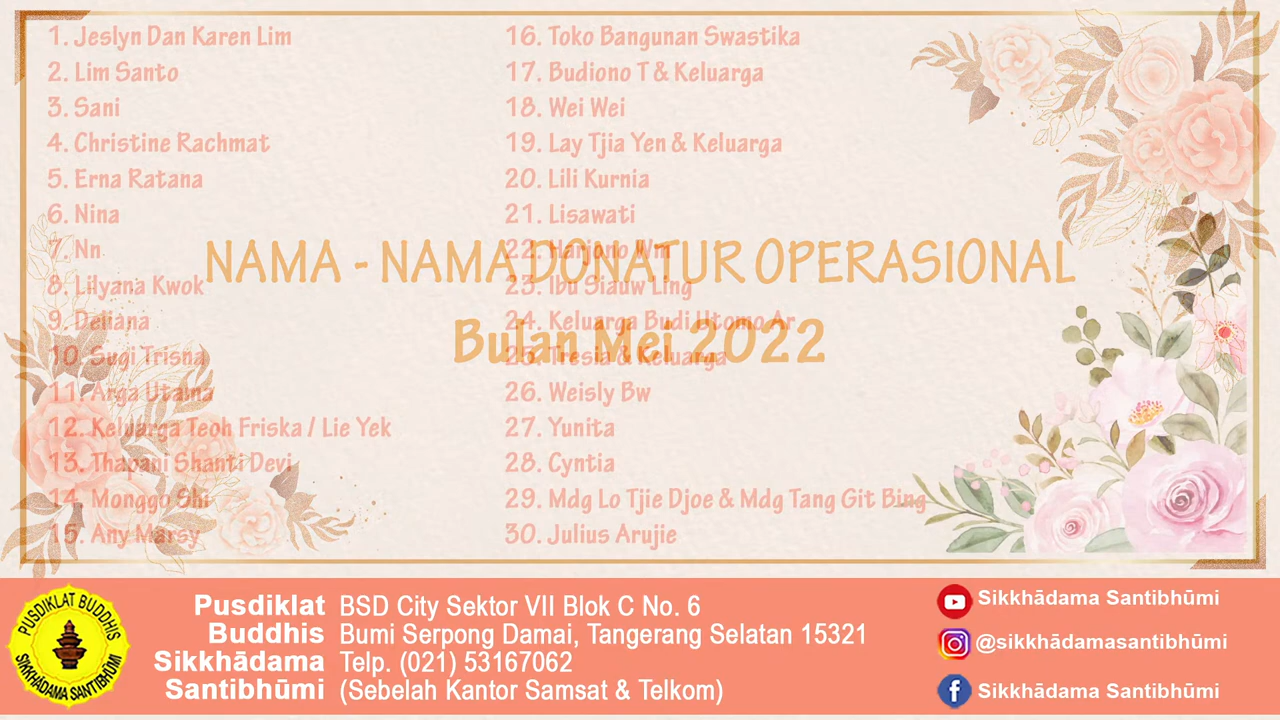 1. Jeslyn Dan Karen Lim
2. Lim Santo
3. Sani
4. Christine Rachmat
5. Erna Ratana
6. Nina
7. Nn
8. Lilyana Kwok
9. Deliana
10. Sugi Trisna
11. Arga Utama
12. Keluarga Teoh Friska / Lie Yek
13. Thapani Shanti Devi
14. Monggo Shi
15. Any Marsy
16. Toko Bangunan Swastika
17. Budiono T & Keluarga
18. Wei Wei
19. Lay Tjia Yen & Keluarga
20. Lili Kurnia
21. Lisawati
22. Harjono Wn
23. Ibu Siauw Ling
24. Keluarga Budi Utomo Ar
25. Tresia & Keluarga
26. Weisly Bw
27. Yunita
28. Cyntia
29. Mdg Lo Tjie Djoe & Mdg Tang Git Bing
30. Julius Arujie
NAMA - NAMA DONATUR OPERASIONAL
Bulan Mei 2022
PUSDIKLAT BUDDHIS
SIKKHĀDAMA SANTIBHŪMI
Pusdiklat
Buddhis
Sikkhādama
Santibhūmi
BSD City Sektor VII Blok C No. 6
Bumi Serpong Damai, Tangerang Selatan 15321
Telp. (021) 53167062
(Sebelah Kantor Samsat & Telkom)
Sikkhādama Santibhūmi
@sikkhādamasantibhūmi
Sikkhādama Santibhūmi